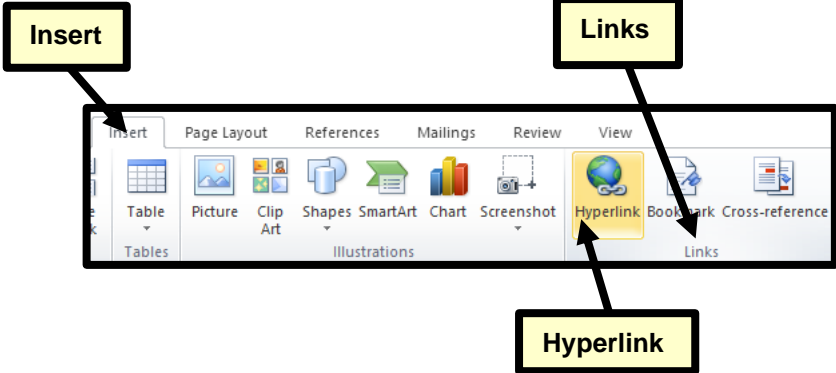 Insert
Links
Insert Page Layout References Mailings Review View
Table Picture Clip Art Shapes SmartArt Chart Screenshot Hyperlink Bookmark Cross-reference
Tables Illustrations Links
Hyperlink